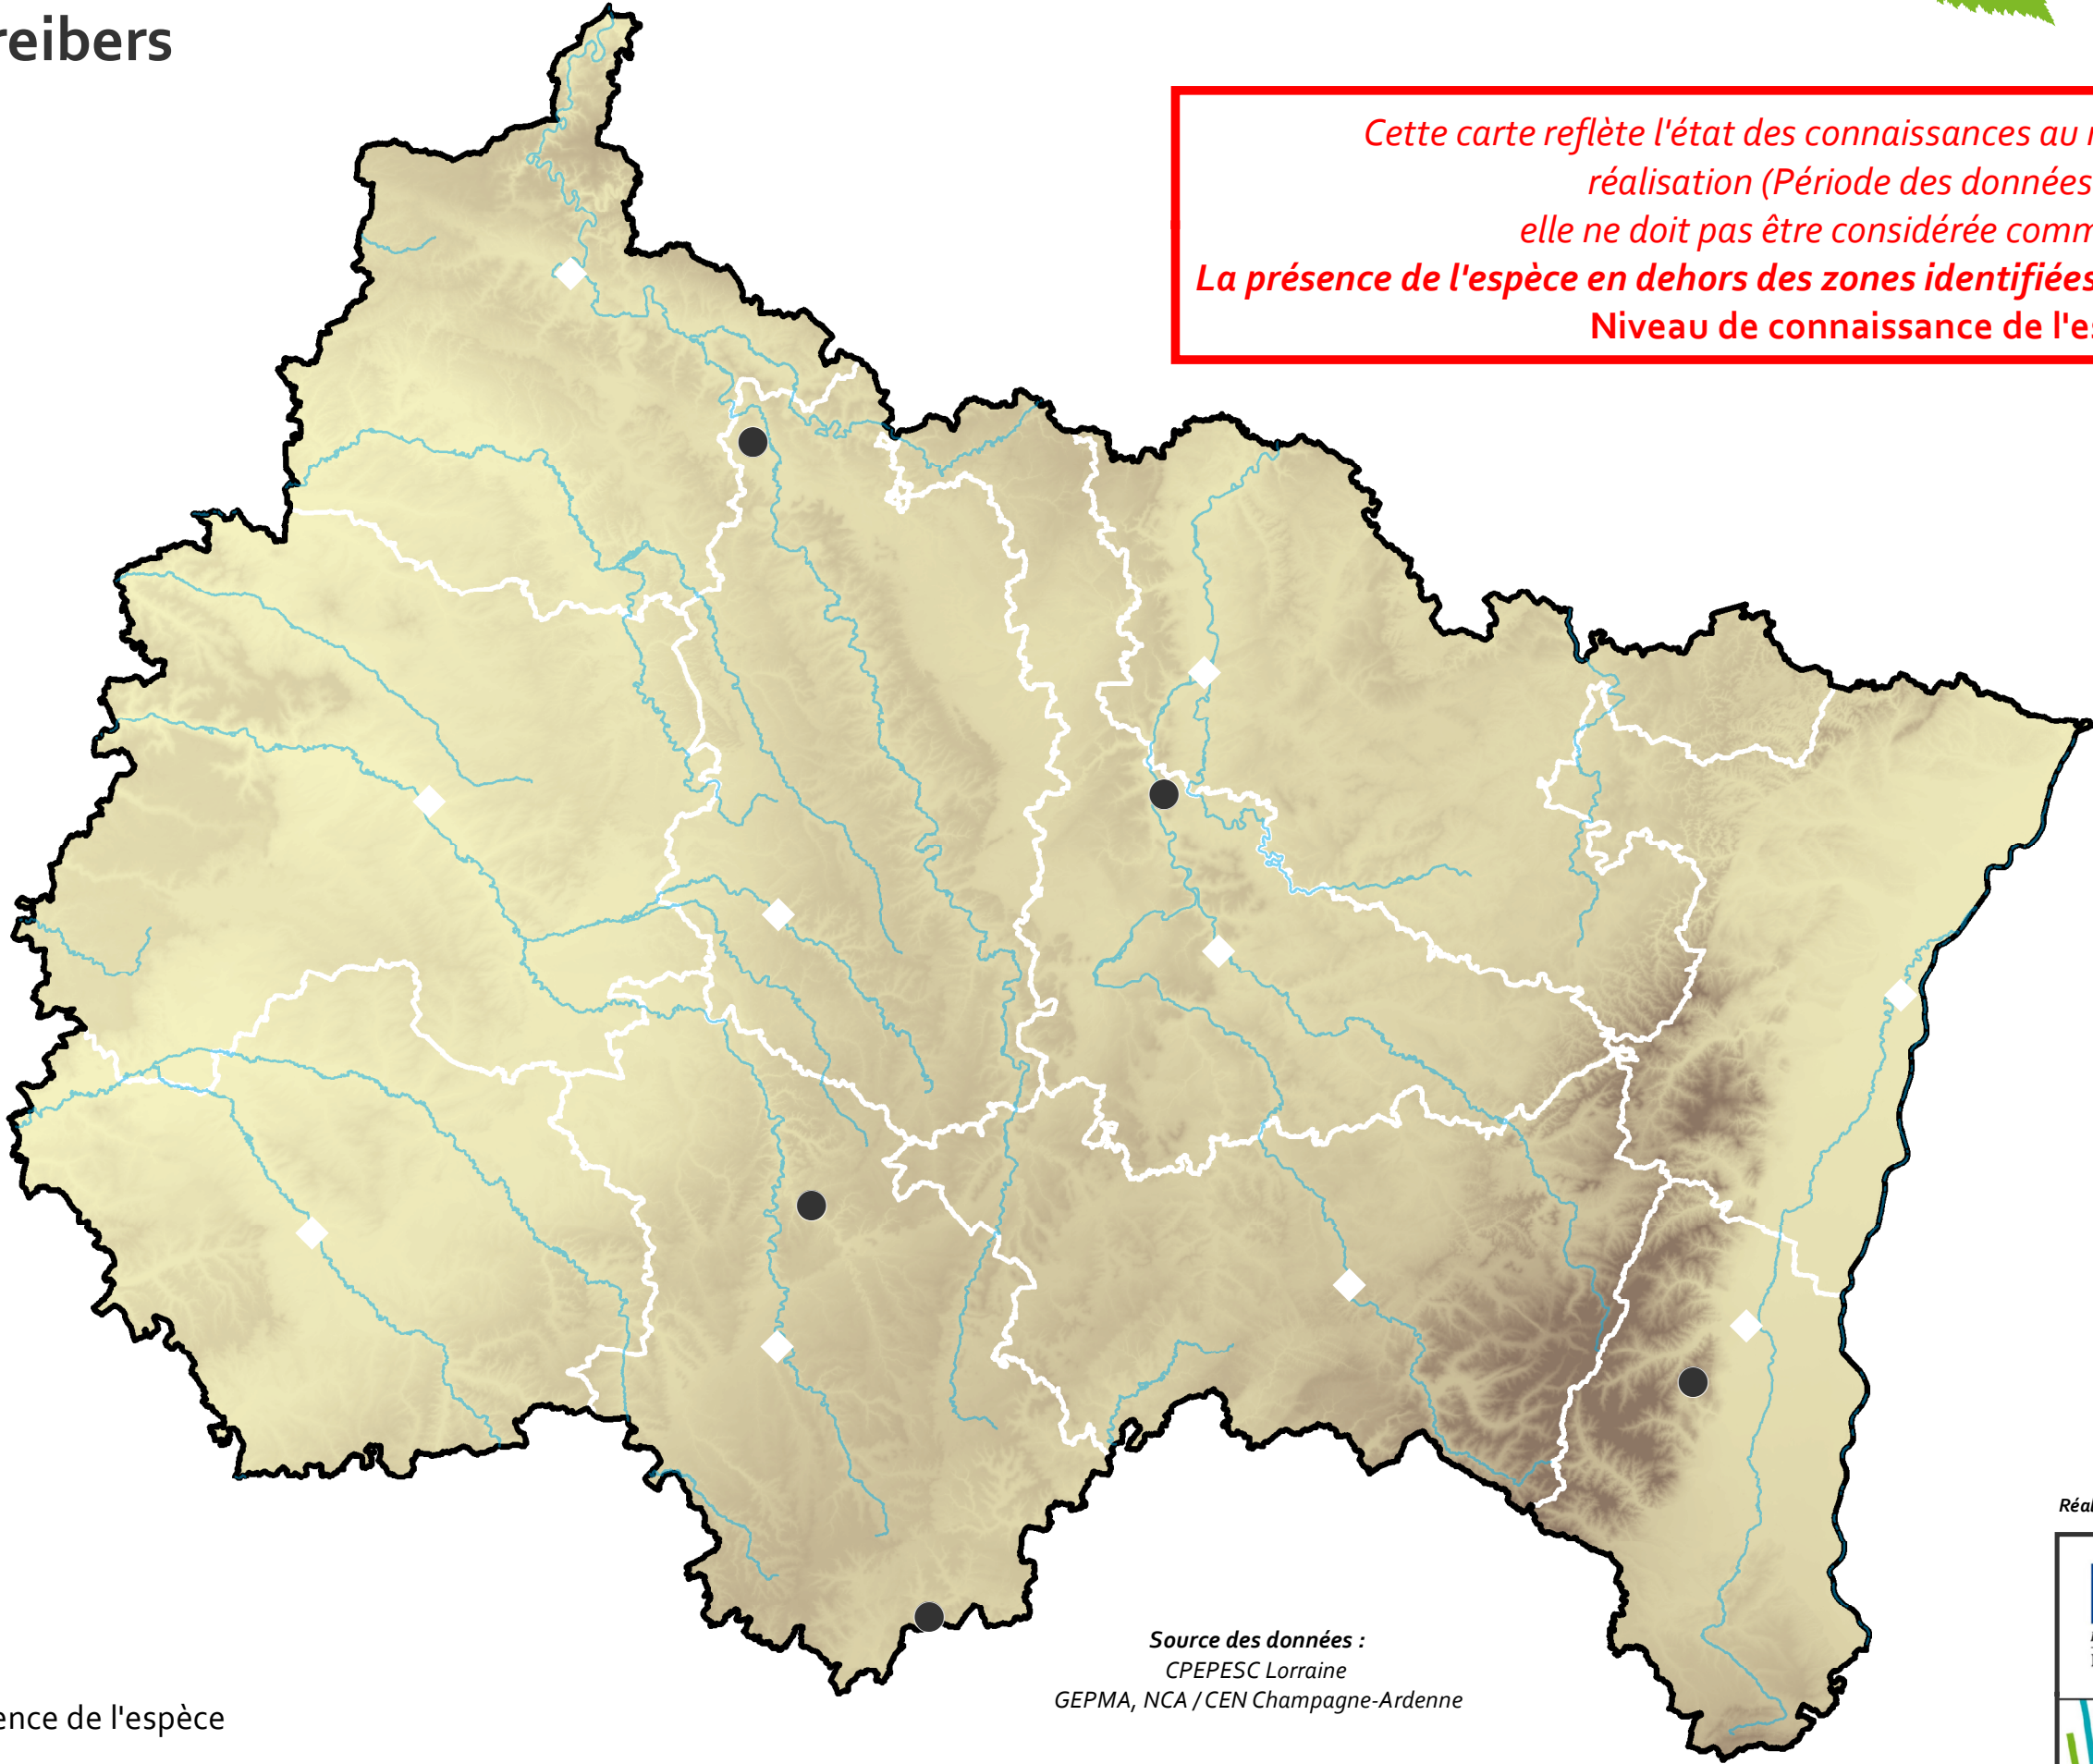 reibers
Cette carte reflète l'état des connaissances au
réalisation (Période des données
elle ne doit pas être considérée comm
La présence de l'espèce en dehors des zones identifiées
Niveau de connaissance de l'es
Réal
Source des données :
CPEPESC Lorraine
GEPMA, NCA / CEN Champagne-Ardenne
ence de l'espèce